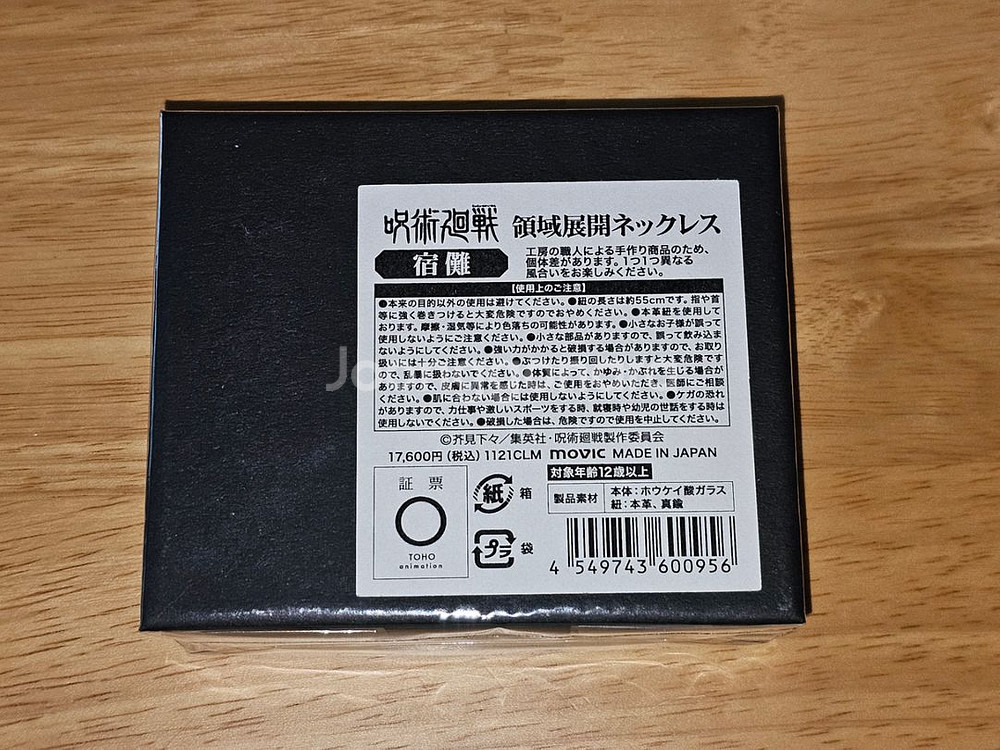 呪術廻戦 領域展開ネックレス
宿儺
工房の職人による手作り商品のため、
個体差があります。1つ1つ異なる
風合いをお楽しみください。
【使用上のご注意】
●本来の目的以外の使用は避けてください。●紐の長さは約55cmです。指や首
等に強く巻きつけると大変危険ですのでおやめください。●本革紐を使用して
おります。摩擦・湿気等により色落ちの可能性があります。●小さなお子様が誤って
使用しないようにご注意ください。●小さな部品がありますので、誤って飲み込ま
ないようにしてください。●強い力がかかると破損する場合がありますので、お取り
扱いには十分ご注意ください。●ぶつけたり振り回したりしますと大変危険です
ので、乱暴に扱わないでください。●体質によって、かゆみ・かぶれを生じる場合が
ありますので、皮膚に異常を感じた時は、ご使用をおやめいただき、医師にご相談
ください。●肌に合わない場合には使用しないようにしてください。●ケガの恐れ
がありますので、力仕事や激しいスポーツをする時、就寝時や幼児の世話をする時は
使用しないでください。●破損した場合は、危険ですので使用を中止してください。
©芥見下々／集英社・呪術廻戦製作委員会
17,600円（税込）1121CLM movic MADE IN JAPAN
対象年齢12歳以上
証票
TOHO
animation
紙 箱
プラ 袋
製品素材
本体：ホウケイ酸ガラス
紐：本革、真鍮
4 549743 600956